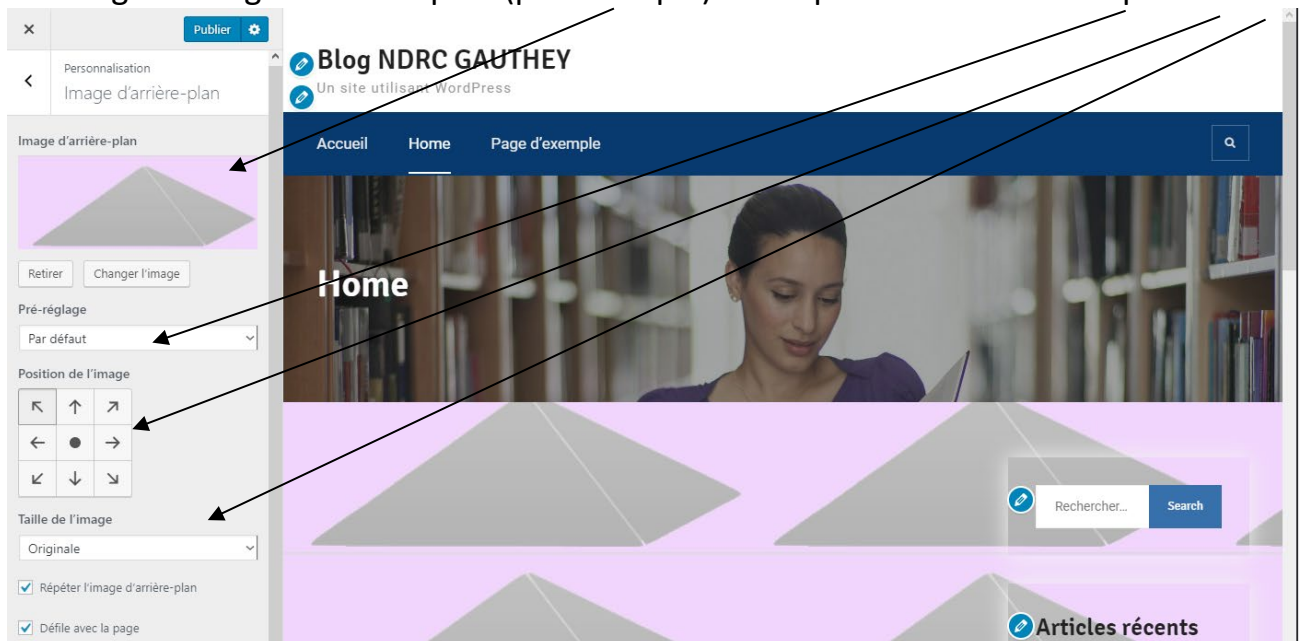 Publier
Personnalisation
Image d'arrière-plan
Image d'arrière-plan
Retirer
Changer l'image
Pré-réglage
Par défaut
Position de l'image
Taille de l'image
Originale
Répéter l'image d'arrière-plan
Défile avec la page
Blog NDRC GAUTHEY
Un site utilisant WordPress
Accueil Home Page d'exemple
Home
Rechercher... Search
Articles récents